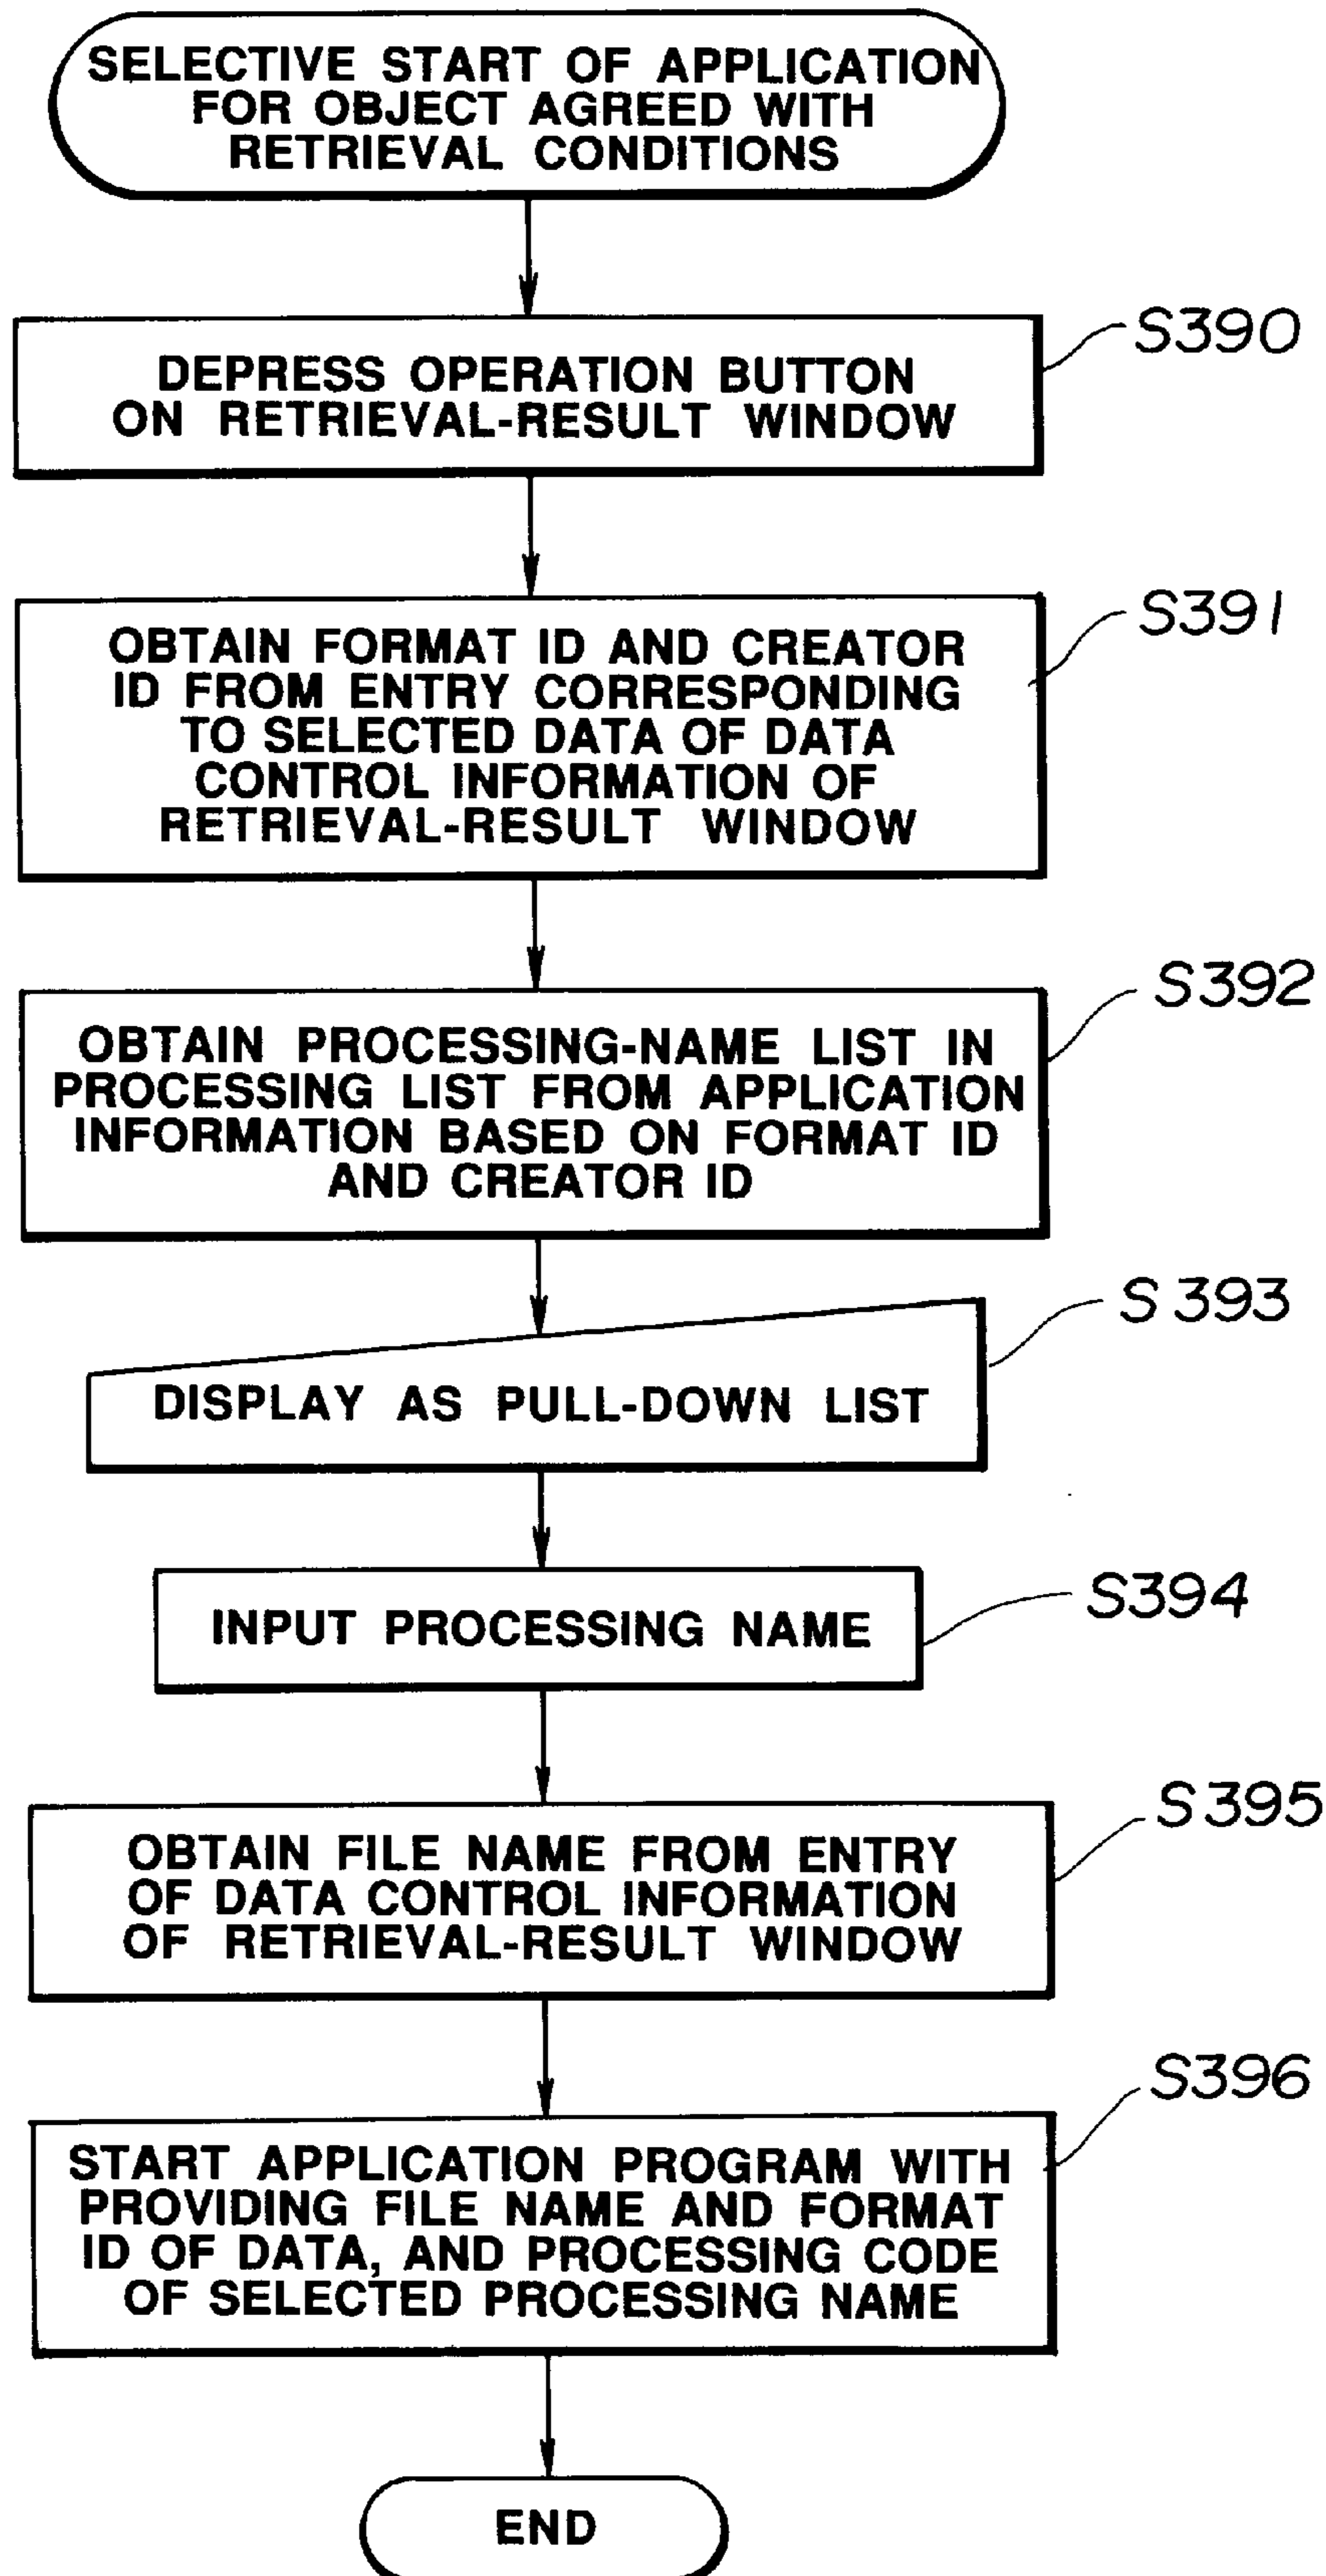 SELECTIVE START OF APPLICATION
FOR OBJECT AGREED WITH
RETRIEVAL CONDITIONS
S390
DEPRESS OPERATION BUTTON
ON RETRIEVAL-RESULT WINDOW
S391
OBTAIN FORMAT ID AND CREATOR
ID FROM ENTRY CORRESPONDING
TO SELECTED DATA OF DATA
CONTROL INFORMATION OF
RETRIEVAL-RESULT WINDOW
S392
OBTAIN PROCESSING-NAME LIST IN
PROCESSING LIST FROM APPLICATION
INFORMATION BASED ON FORMAT ID
AND CREATOR ID
S393
DISPLAY AS PULL-DOWN LIST
S394
INPUT PROCESSING NAME
S395
OBTAIN FILE NAME FROM ENTRY
OF DATA CONTROL INFORMATION
OF RETRIEVAL-RESULT WINDOW
S396
START APPLICATION PROGRAM WITH
PROVIDING FILE NAME AND FORMAT
ID OF DATA, AND PROCESSING CODE
OF SELECTED PROCESSING NAME
END